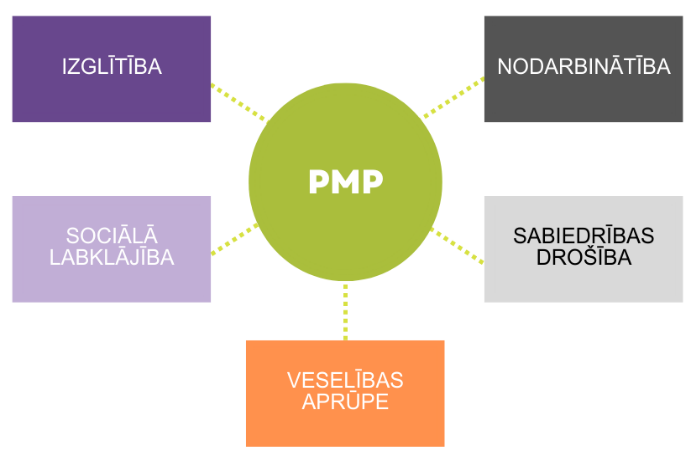 IZGLĪTĪBA
NODARBINĀTĪBA
PMP
SOCIĀLĀ
LABKLĀJĪBA
SABIEDRĪBAS
DROŠĪBA
VESELĪBAS
APRŪPE